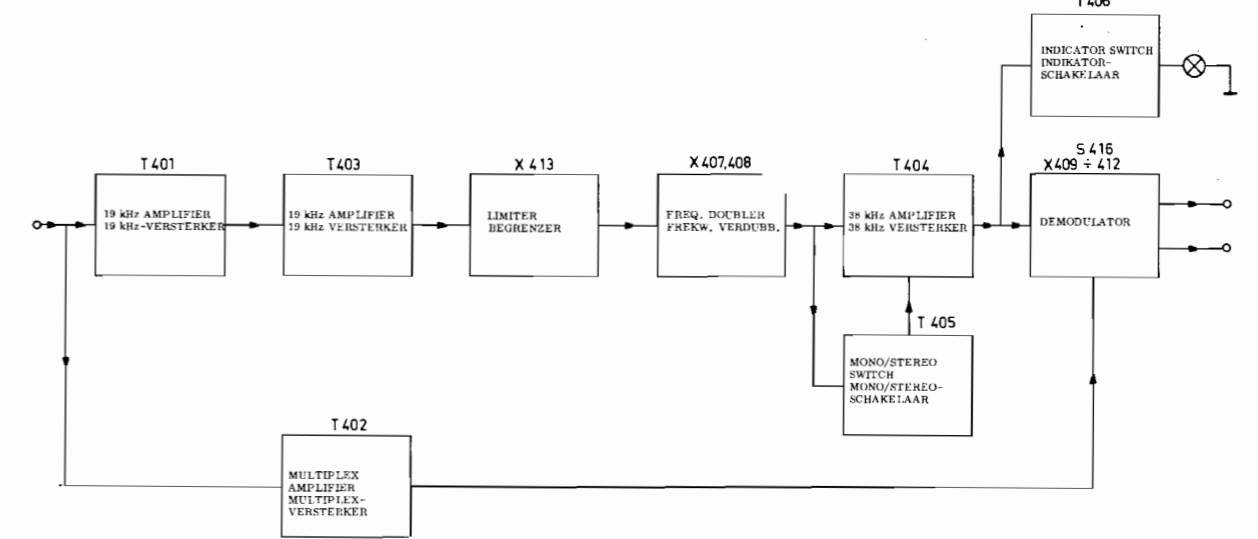 T 406
INDICATOR SWITCH
INDIKATOR-
SCHAKELAAR
T 401
19 kHz AMPLIFIER
19 kHz-VERSTERKER
T 403
19 kHz AMPLIFIER
19 kHz VERSTERKER
X 413
LIMITER
BEGRENZER
X 407,408
FREQ. DOUBLER
FREKW. VERDUBB.
T 404
38 kHz AMPLIFIER
38 kHz VERSTERKER
S 416
X 409 ÷ 412
DEMODULATOR
T 405
MONO/STEREO
SWITCH
MONO/STEREO-
SCHAKELAAR
T 402
MULTIPLEX
AMPLIFIER
MULTIPLEX-
VERSTERKER